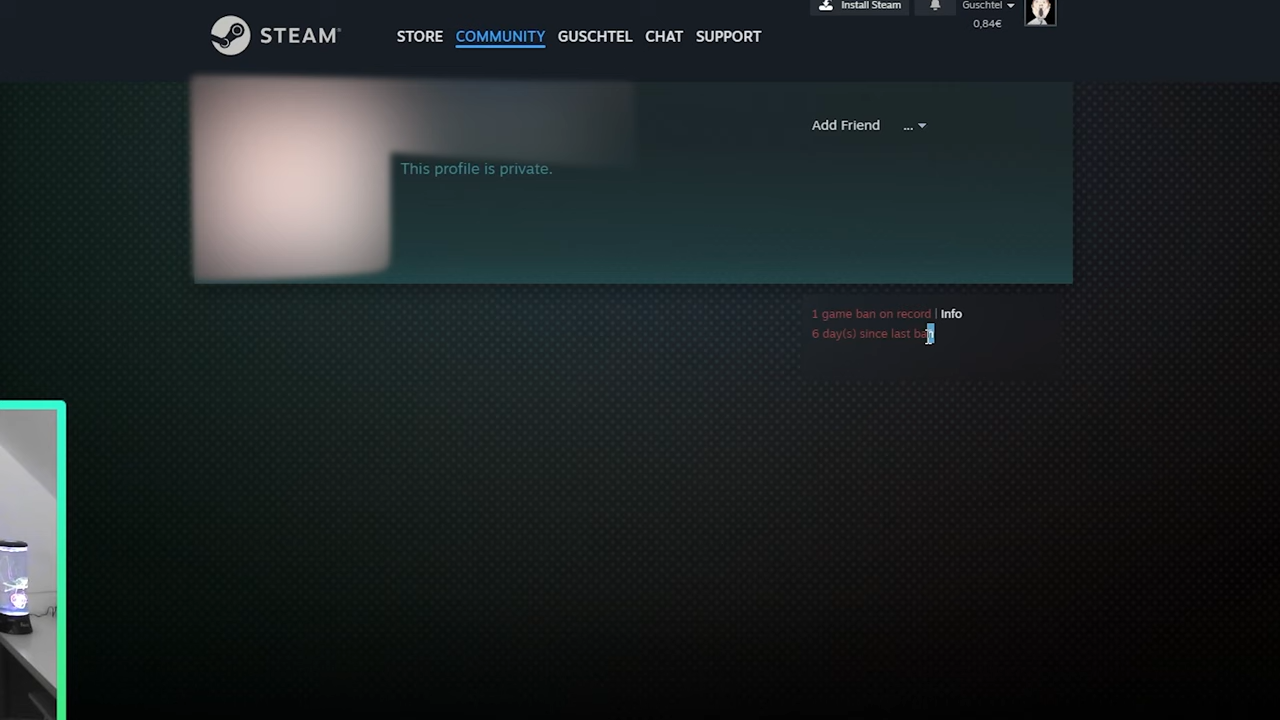 Install Steam
Guschtel
0,84€
STEAM®
STORE
COMMUNITY
GUSCHTEL
CHAT
SUPPORT
Add Friend
...
This profile is private.
1 game ban on record | Info
6 day(s) since last ban